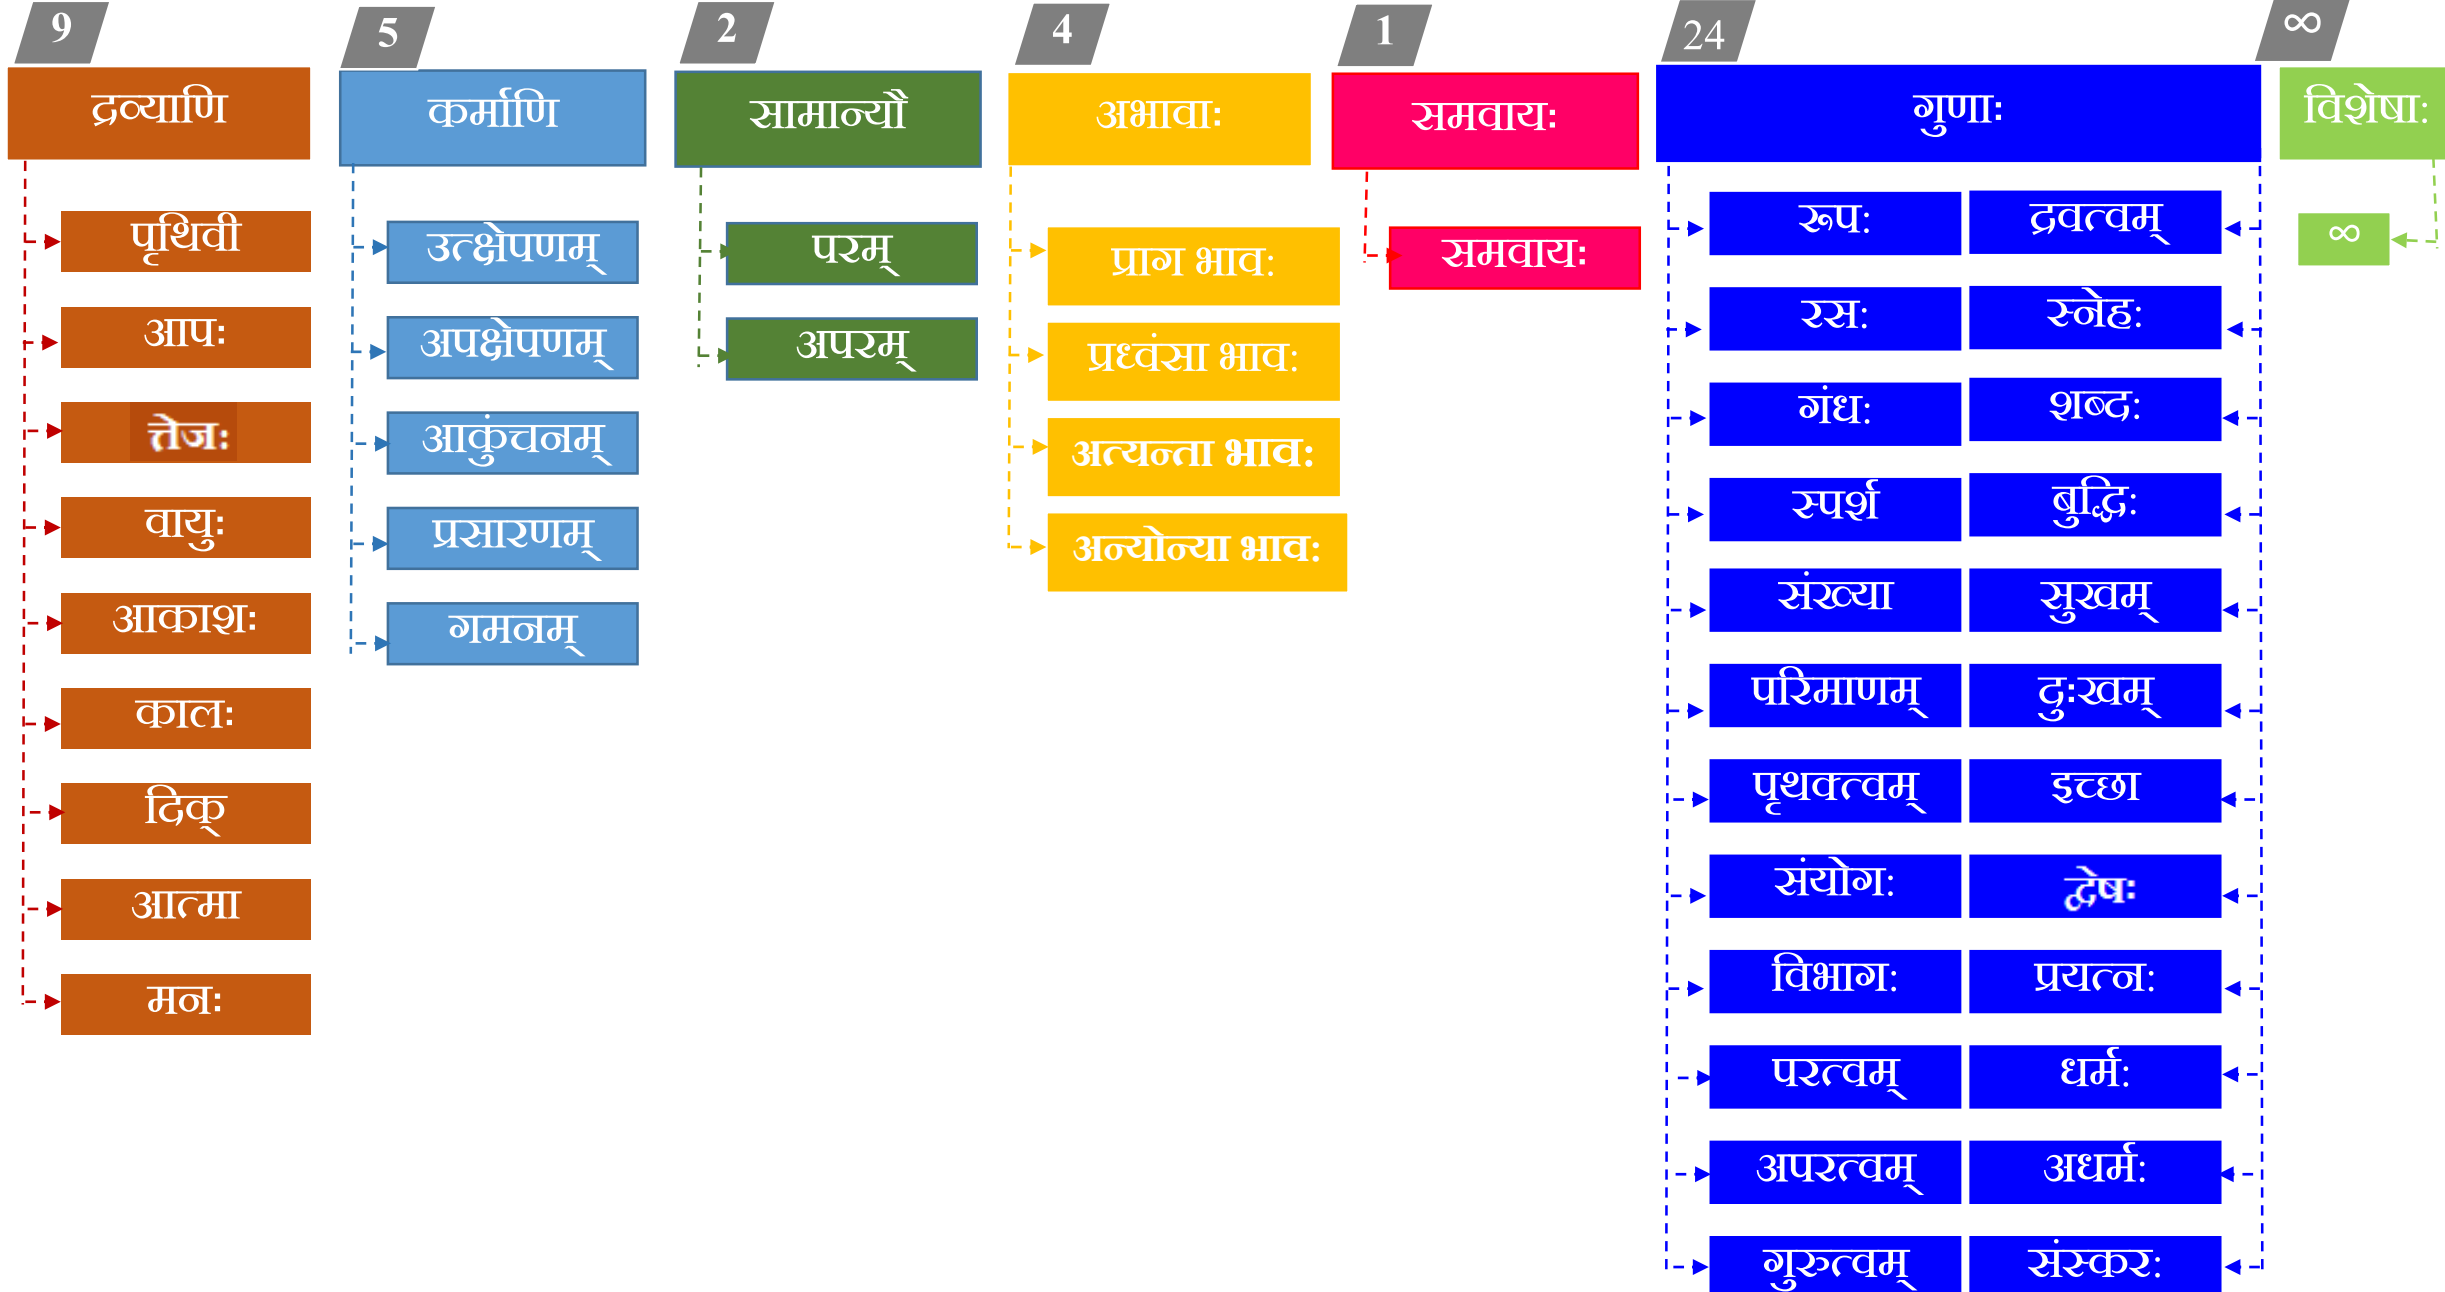 9
द्रव्याणि
पृथिवी
आपः
त्तेजः
वायुः
आकाशः
कालः
दिक्
आत्मा
मनः
5
कर्माणि
उत्क्षेपणम्
अपक्षेपणम्
आकुंचनम्
प्रसारणम्
गमनम्
2
सामान्यौ
परम्
अपरम्
4
अभावाः
प्राग भावः
प्रध्वंसा भावः
अत्यन्ता भावः
अन्योन्या भावः
1
समवायः
समवायः
24
गुणाः
रूपः
रसः
गंधः
स्पर्श
संख्या
परिमाणम्
पृथक्त्वम्
संयोगः
विभागः
परत्वम्
अपरत्वम्
गुरुत्वम्
द्रवत्वम्
स्नेहः
शब्दः
बुद्धिः
सुखम्
दुःखम्
इच्छा
द्वेषः
प्रयत्नः
धर्मः
अधर्मः
संस्करः
∞
विशेषाः
∞